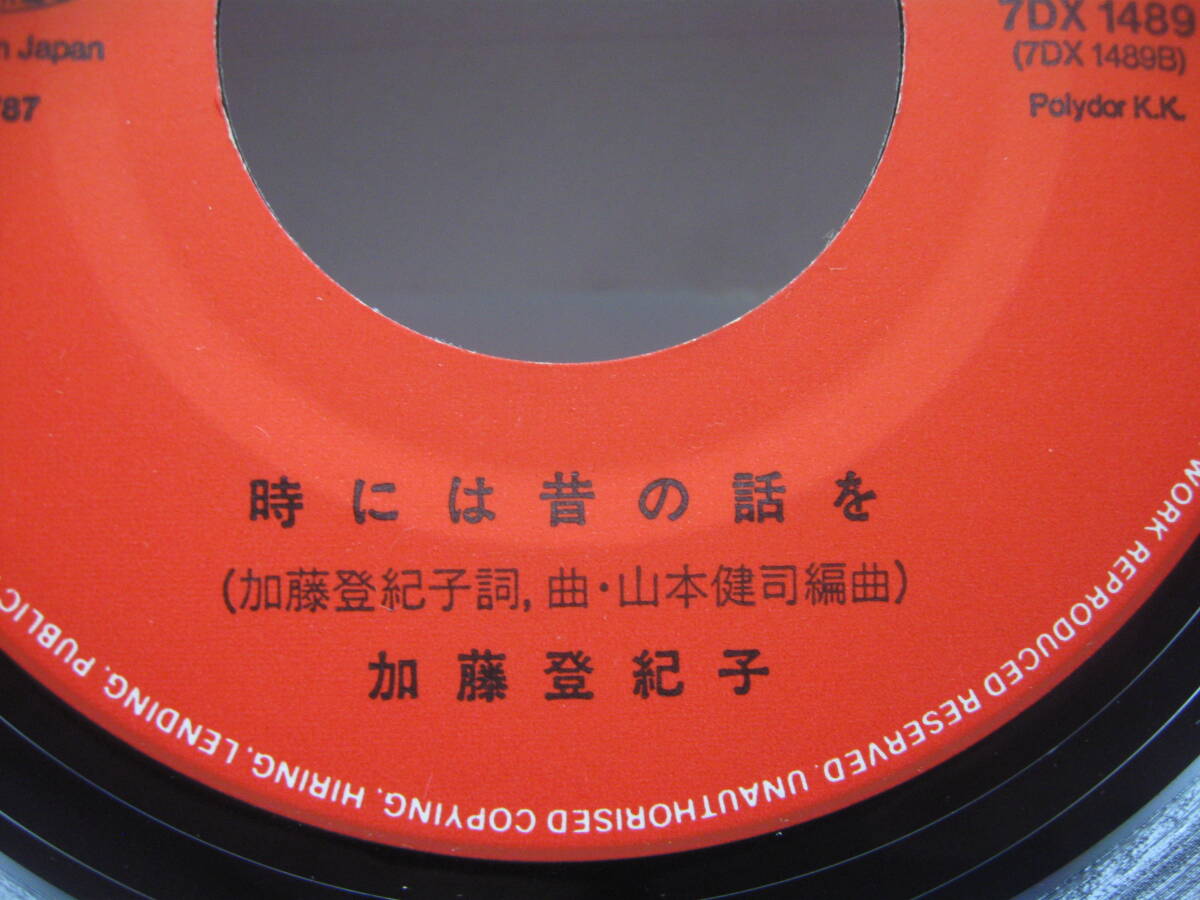 Japan
7DX 1489
(7DX 1489B)
Polydor K.K.
時には昔の話を
(加藤登紀子詞,曲・山本健司編曲)
加藤登紀子
WORK REPRODUCED RESERVED. UNAUTHORISED COPYING. HIRING. LENDING. PUBLIC